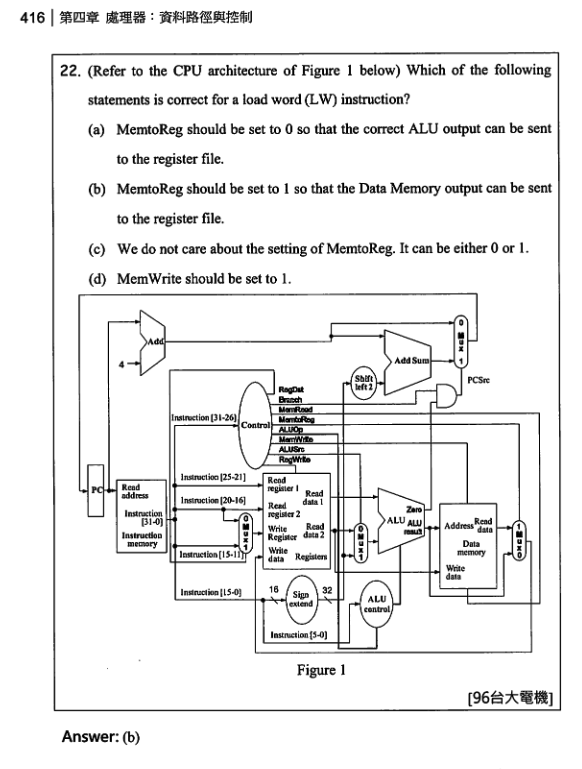 416 | 第四章 處理器：資料路徑與控制
22. (Refer to the CPU architecture of Figure 1 below) Which of the following
statements is correct for a load word (LW) instruction?
(a) MemtoReg should be set to 0 so that the correct ALU output can be sent
to the register file.
(b) MemtoReg should be set to 1 so that the Data Memory output can be sent
to the register file.
(c) We do not care about the setting of MemtoReg. It can be either 0 or 1.
(d) MemWrite should be set to 1.
Add
4
Add Sum
Shift
left 2
0
M
u
x
1
PCSrc
RegDst
Branch
MemRead
MemtoReg
ALUOp
MemWrite
ALUSrc
RegWrite
Instruction [31-26]
Control
PC
Read
address
Instruction
[31-0]
Instruction
memory
Instruction [25-21]
Instruction [20-16]
Instruction [15-11]
0
M
u
x
1
Read
register 1
Read
register 2
Write
Register
Write
data
Read
data 1
Read
data 2
Registers
0
M
u
x
1
Zero
ALU
ALU
result
Address
Read
data
Data
memory
Write
data
1
M
u
x
0
Instruction [15-0]
16
Sign
extend
32
ALU
control
Instruction [5-0]
Figure 1
[96台大電機]
Answer: (b)